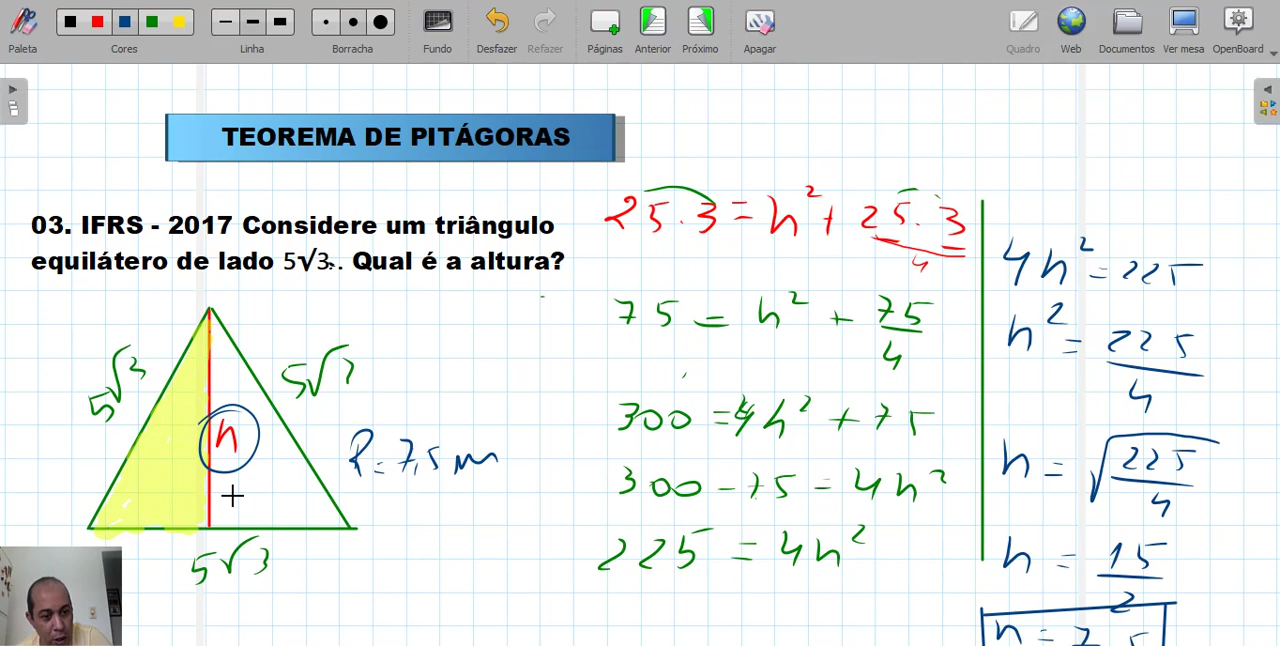 Paleta
Cores
Linha
Borracha
Fundo
Desfazer
Refazer
Páginas
Anterior
Próximo
Apagar
Quadro
Web
Documentos
Ver mesa
OpenBoard
TEOREMA DE PITÁGORAS
03. IFRS - 2017 Considere um triângulo
equilátero de lado 5√3. Qual é a altura?
5√3
5√3
h
R = 7,5 m
5√3
25.3 = h² + 25.3/4
75 = h² + 75/4
300 = 4h² + 75
300 - 75 = 4h²
225 = 4h²
4h² = 225
h² = 225/4
h = √225/4
h = 15/2
h = 7,5